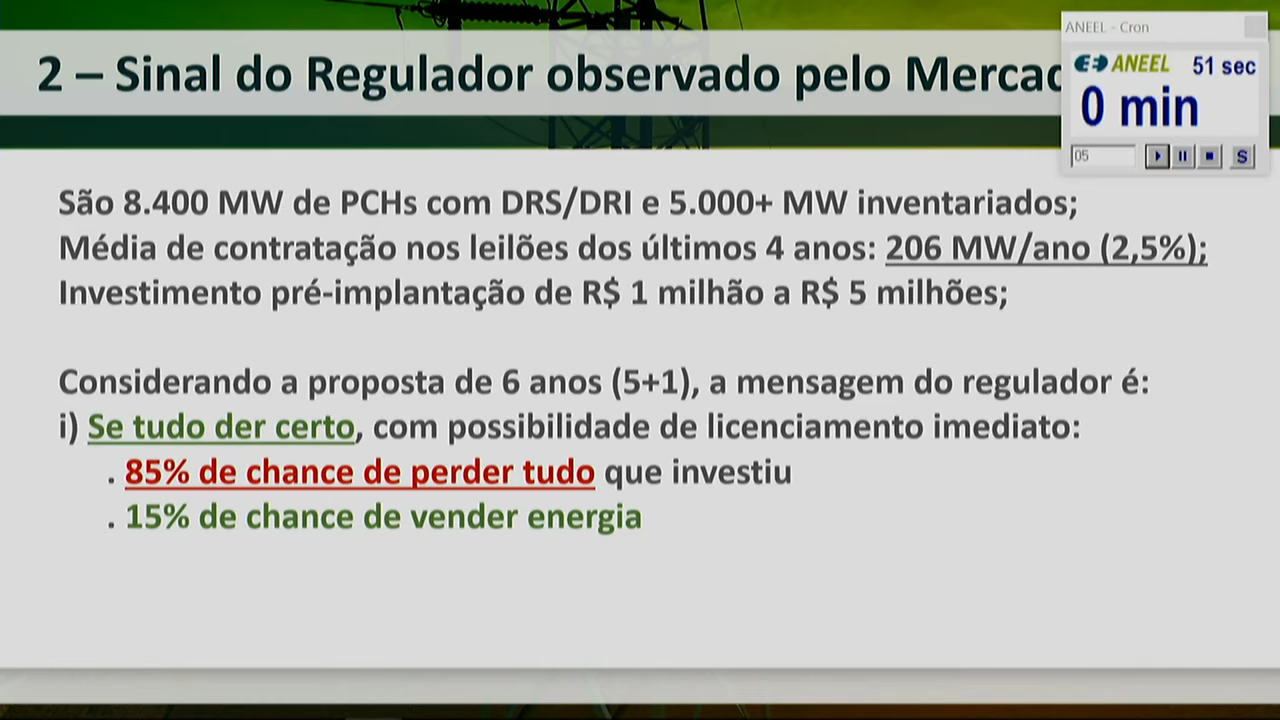 2 – Sinal do Regulador observado pelo Mercad
ANEEL - Cron
ANEEL 51 sec
0 min
05
S
São 8.400 MW de PCHs com DRS/DRI e 5.000+ MW inventariados;
Média de contratação nos leilões dos últimos 4 anos: 206 MW/ano (2,5%);
Investimento pré-implantação de R$ 1 milhão a R$ 5 milhões;
Considerando a proposta de 6 anos (5+1), a mensagem do regulador é:
i) Se tudo der certo, com possibilidade de licenciamento imediato:
. 85% de chance de perder tudo que investiu
. 15% de chance de vender energia